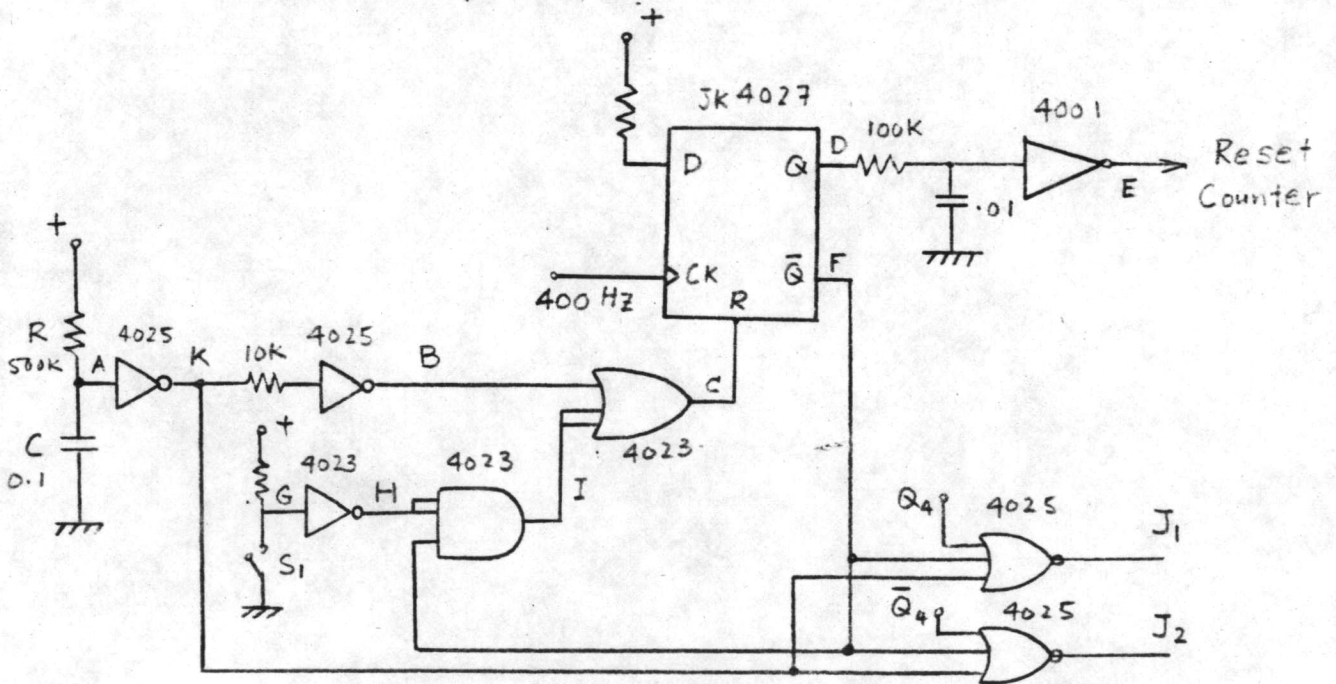 +
JK 4027
D
Q
D
100K
4001
E
Reset
Counter
.01
CK
Q̅
F
R
400 HZ
+
R
500K
A
4025
K
10K
4025
B
C
C
0.1
+
G
4023
H
4023
I
4023
S1
Q4
4025
J1
Q̅4
4025
J2